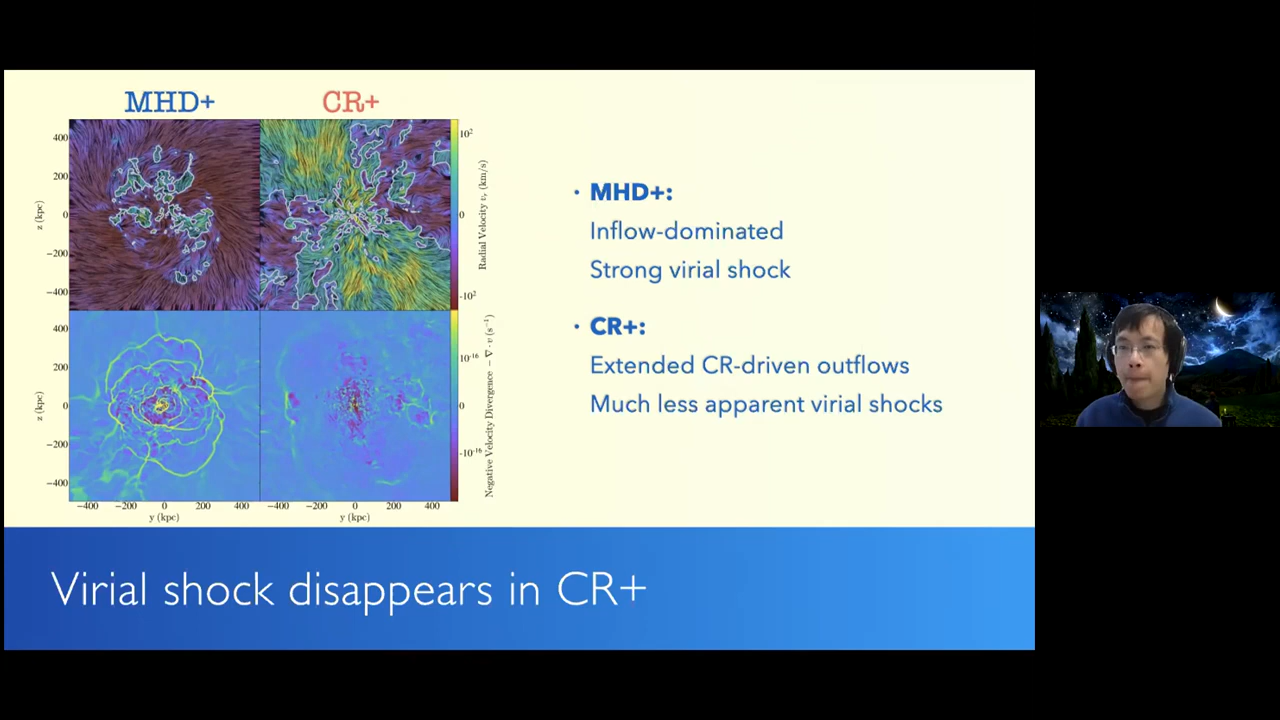 MHD+ CR+
400
200
0
−200
−400
z (kpc)
10²
0
-10²
Radial Velocity vᵣ (km/s)
400
200
0
−200
−400
z (kpc)
10⁻¹⁶
0
-10⁻¹⁶
Negative Velocity Divergence − ∇ · v (s⁻¹)
−400 −200 0 200 400
y (kpc)
−400 −200 0 200 400
y (kpc)
· MHD+:
Inflow-dominated
Strong virial shock
· CR+:
Extended CR-driven outflows
Much less apparent virial shocks
Virial shock disappears in CR+